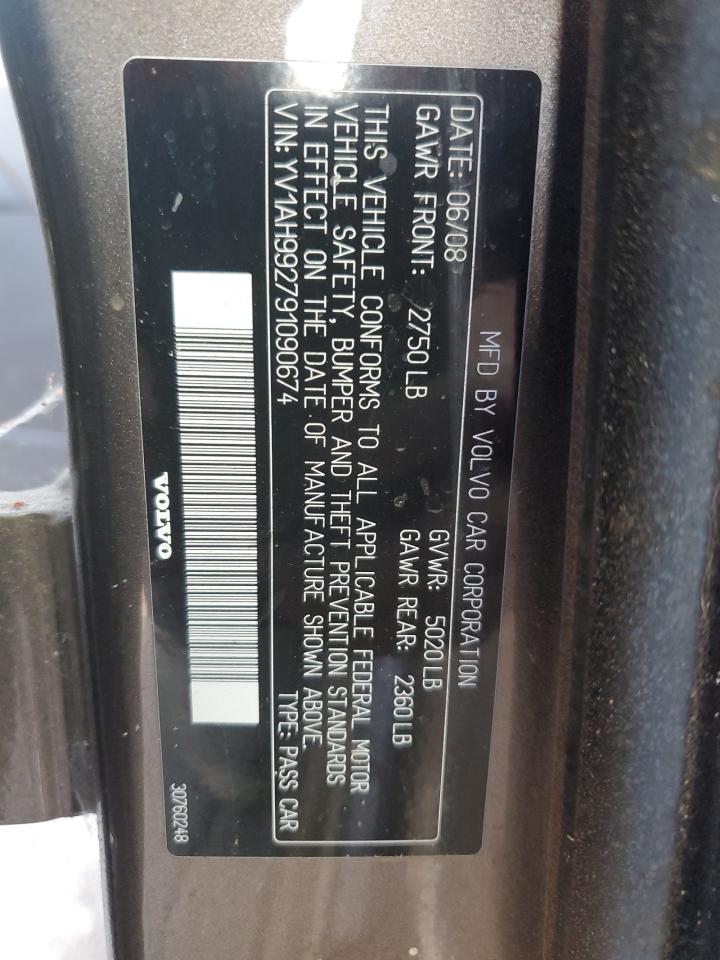 MFD BY VOLVO CAR CORPORATION
DATE: 06/08 GVWR: 5020 LB
GAWR FRONT: 2750 LB GAWR REAR: 2360 LB
THIS VEHICLE CONFORMS TO ALL APPLICABLE FEDERAL MOTOR
VEHICLE SAFETY, BUMPER AND THEFT PREVENTION STANDARDS
IN EFFECT ON THE DATE OF MANUFACTURE SHOWN ABOVE.
VIN: YV1AH992791090674 TYPE: PASS CAR
VOLVO
30760248